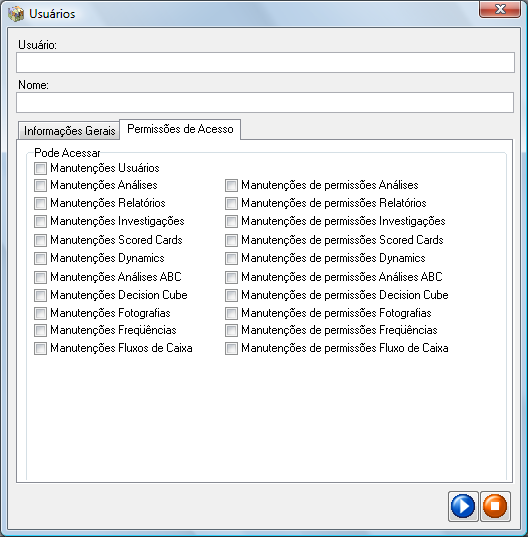 Usuários
Usuário:
Nome:
Informações Gerais Permissões de Acesso
Pode Acessar
Manutenções Usuários
Manutenções Análises Manutenções de permissões Análises
Manutenções Relatórios Manutenções de permissões Relatórios
Manutenções Investigações Manutenções de permissões Investigações
Manutenções Scored Cards Manutenções de permissões Scored Cards
Manutenções Dynamics Manutenções de permissões Dynamics
Manutenções Análises ABC Manutenções de permissões Análises ABC
Manutenções Decision Cube Manutenções de permissões Decision Cube
Manutenções Fotografias Manutenções de permissões Fotografias
Manutenções Freqüências Manutenções de permissões Freqüências
Manutenções Fluxos de Caixa Manutenções de permissões Fluxo de Caixa